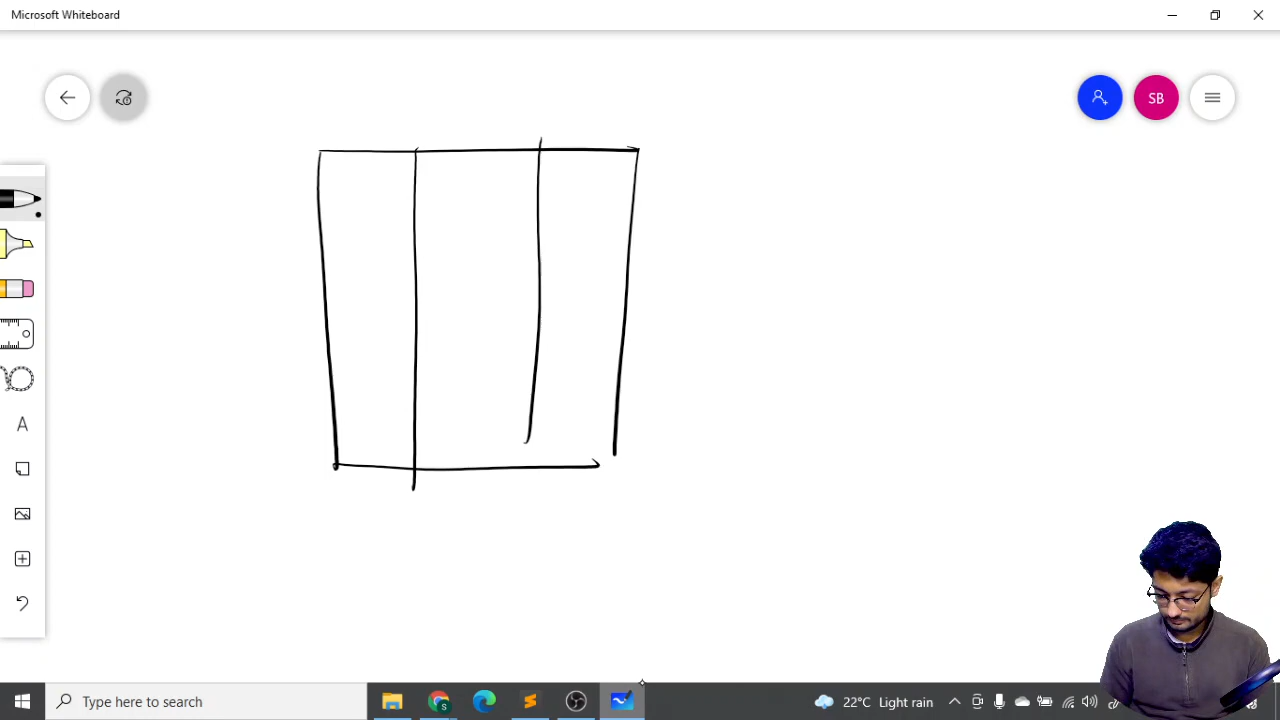 Microsoft Whiteboard
SB
A
Type here to search
S
22°C Light rain